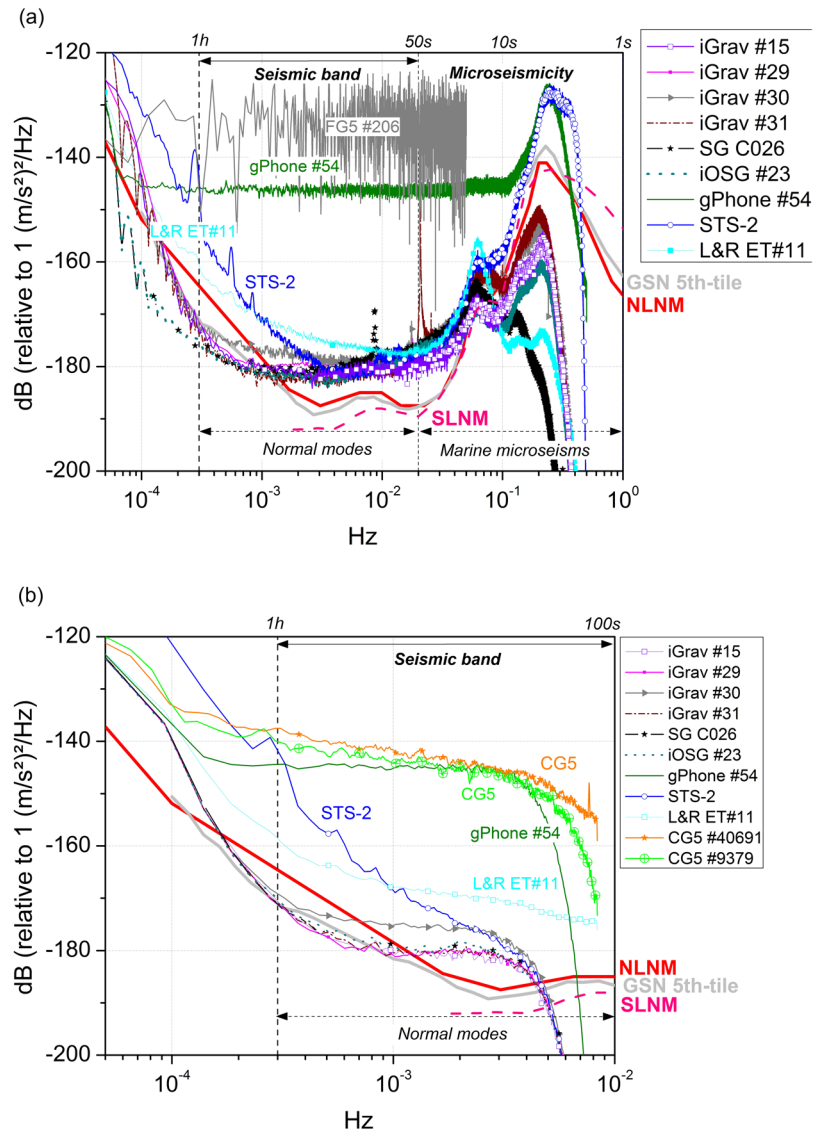 (a)
1h
50s
10s
1s
-120
-140
-160
-180
-200
dB (relative to 1 (m/s²)²/Hz)
Seismic band
Microseismicity
FG5 #206
gPhone #54
L&R ET#11
STS-2
SLNM
Normal modes
Marine microseisms
GSN 5th-tile
NLNM
10⁻⁴
10⁻³
10⁻²
10⁻¹
10⁰
Hz
iGrav #15
iGrav #29
iGrav #30
iGrav #31
SG C026
iOSG #23
gPhone #54
STS-2
L&R ET#11
(b)
1h
100s
-120
-140
-160
-180
-200
dB (relative to 1 (m/s²)²/Hz)
Seismic band
STS-2
CG5
CG5
gPhone #54
L&R ET#11
NLNM
GSN 5th-tile
SLNM
Normal modes
10⁻⁴
10⁻³
10⁻²
Hz
iGrav #15
iGrav #29
iGrav #30
iGrav #31
SG C026
iOSG #23
gPhone #54
STS-2
L&R ET#11
CG5 #40691
CG5 #9379